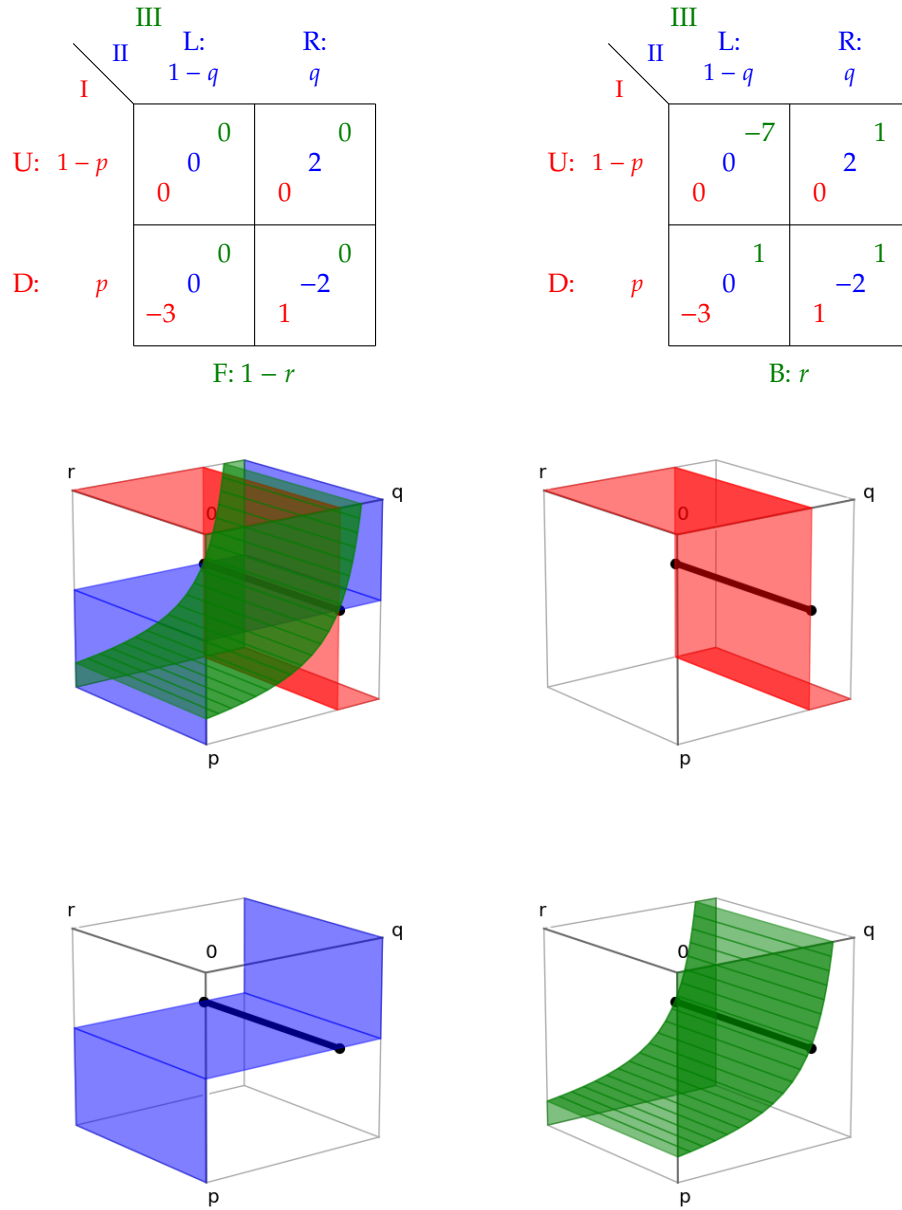 III III
II L: R: II L: R:
1 − q q 1 − q q
I I
0 0 −7 1
U: 1 − p 0 2 U: 1 − p 0 2
0 0 0 0
0 0 1 1
D: p 0 −2 D: p 0 −2
−3 1 −3 1
F: 1 − r B: r
r q r q
0 0
p p
r q r q
0 0
p p